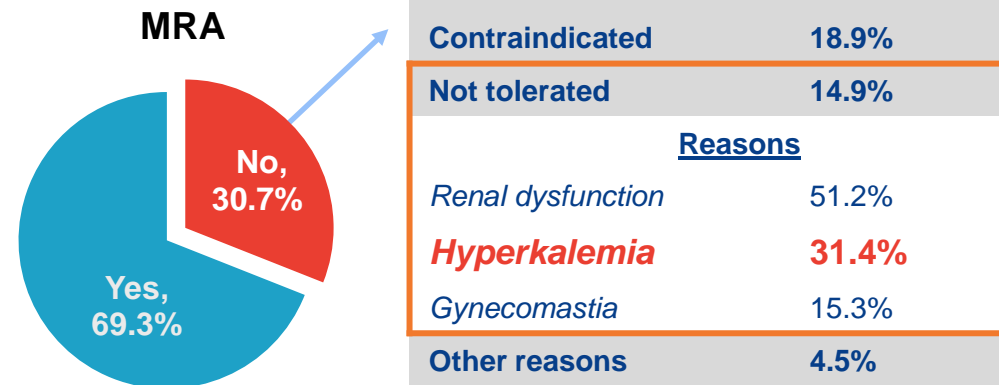 MRA
No,
30.7%
Yes,
69.3%
Contraindicated 18.9%
Not tolerated 14.9%
Reasons
Renal dysfunction 51.2%
Hyperkalemia 31.4%
Gynecomastia 15.3%
Other reasons 4.5%